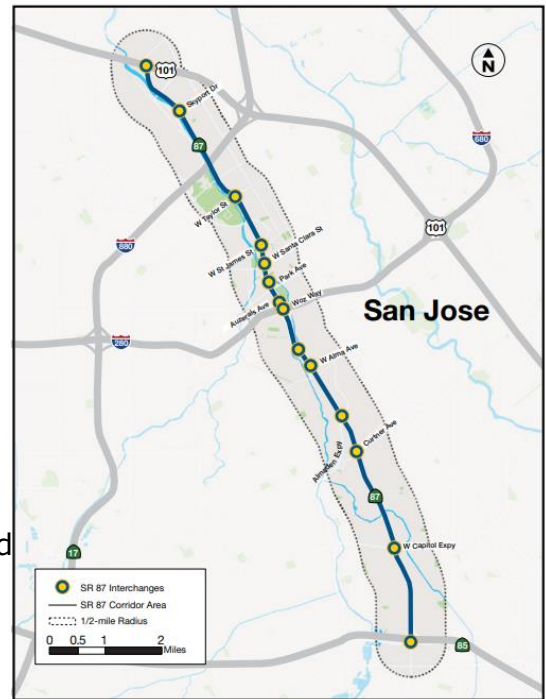 N
101
Skyport Dr
87
680
W Taylor St
101
880
W St James St
W Santa Clara St
Park Ave
Woz Way
San Jose
280
W Alma Ave
Curtner Ave
Almaden Expy
87
d
17
W Capitol Expy
SR 87 Interchanges
SR 87 Corridor Area
1/2-mile Radius
0 0.5 1 2
Miles
85